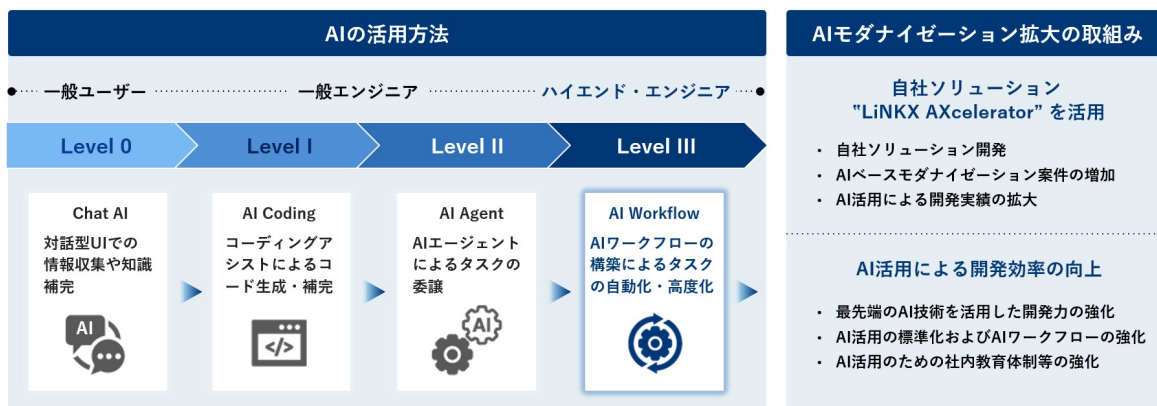 AIの活用方法
一般ユーザー
一般エンジニア
ハイエンド・エンジニア
Level 0
Level I
Level II
Level III
Chat AI
対話型UIでの
情報収集や知識
補完
AI
AI Coding
コーディングア
シストによるコ
ード生成・補完
</>
AI Agent
AIエージェント
によるタスクの
委譲
AI
AI Workflow
AIワークフローの
構築によるタスク
の自動化・高度化
AIモダナイゼーション拡大の取組み
自社ソリューション
"LiNKX AXcelerator" を活用
・ 自社ソリューション開発
・ AIベースモダナイゼーション案件の増加
・ AI活用による開発実績の拡大
AI活用による開発効率の向上
・ 最先端のAI技術を活用した開発力の強化
・ AI活用の標準化およびAIワークフローの強化
・ AI活用のための社内教育体制等の強化